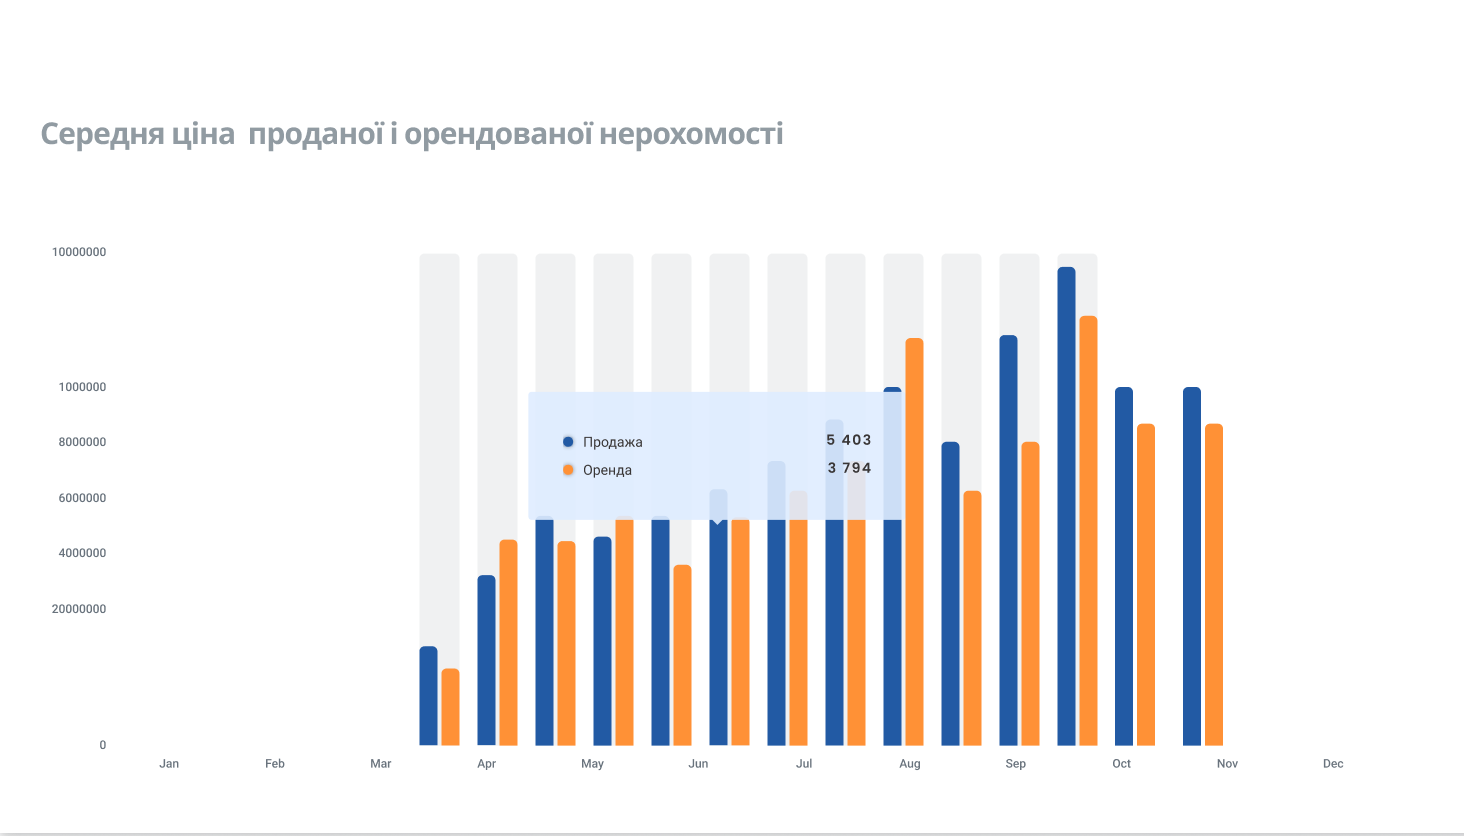 Середня ціна  проданої і орендованої нерохомості
10000000
1000000
8000000
6000000
4000000
20000000
0
Продажа 5 403
Оренда 3 794
Jan Feb Mar Apr May Jun Jul Aug Sep Oct Nov Dec